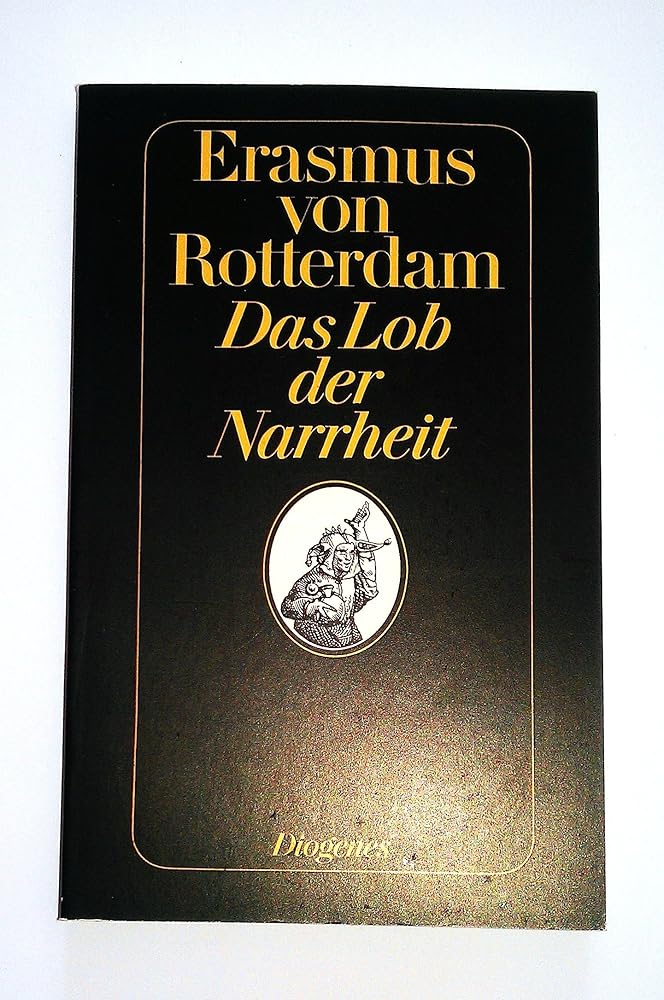 Erasmus
von
Rotterdam
Das Lob
der
Narrheit
Diogenes